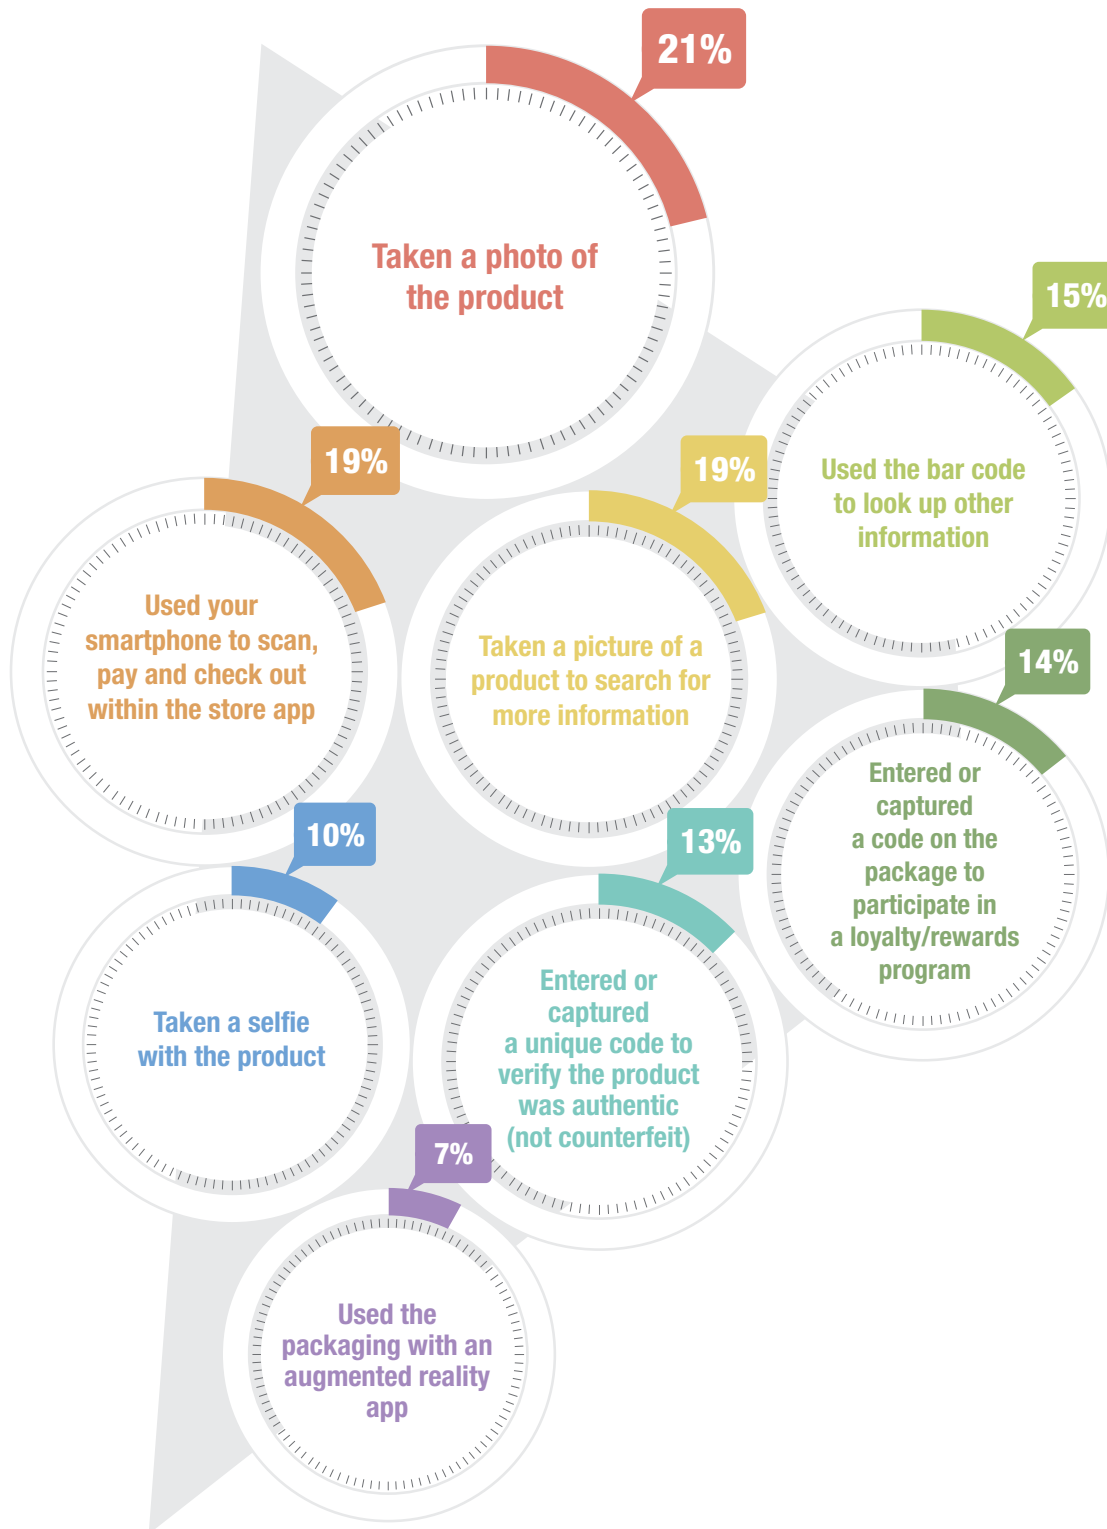 21%
Taken a photo of
the product
15%
Used the bar code
to look up other
information
19%
Used your
smartphone to scan,
pay and check out
within the store app
19%
Taken a picture of a
product to search for
more information
14%
Entered or
captured
a code on the
package to
participate in
a loyalty/rewards
program
10%
Taken a selfie
with the product
13%
Entered or
captured
a unique code to
verify the product
was authentic
(not counterfeit)
7%
Used the
packaging with an
augmented reality
app